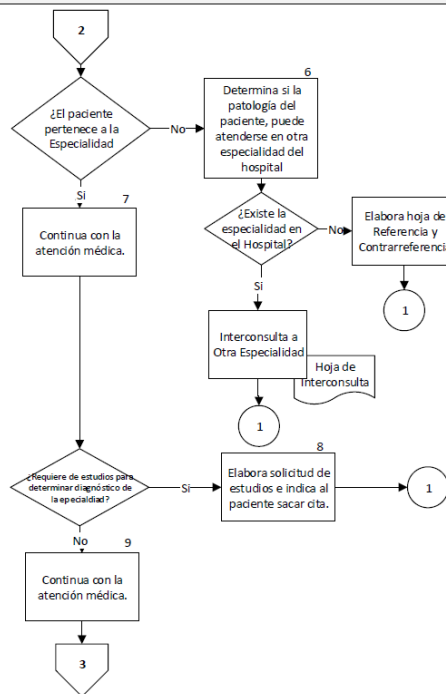 2
¿El paciente
pertenece a la
Especialidad
No
6
Determina si la
patología del
paciente, puede
atenderse en otra
especialidad del
hospital
Si
7
Continua con la
atención médica.
¿Existe la
especialidad en
el Hospital?
No
Elabora hoja de
Referencia y
Contrarreferencia
1
Si
Interconsulta a
Otra Especialidad
Hoja de
Interconsulta
1
¿Requiere de estudios para
determinar diagnóstico de
la epecialdiad?
Si
8
Elabora solicitud de
estudios e indica al
paciente sacar cita.
1
No
9
Continua con la
atención médica.
3